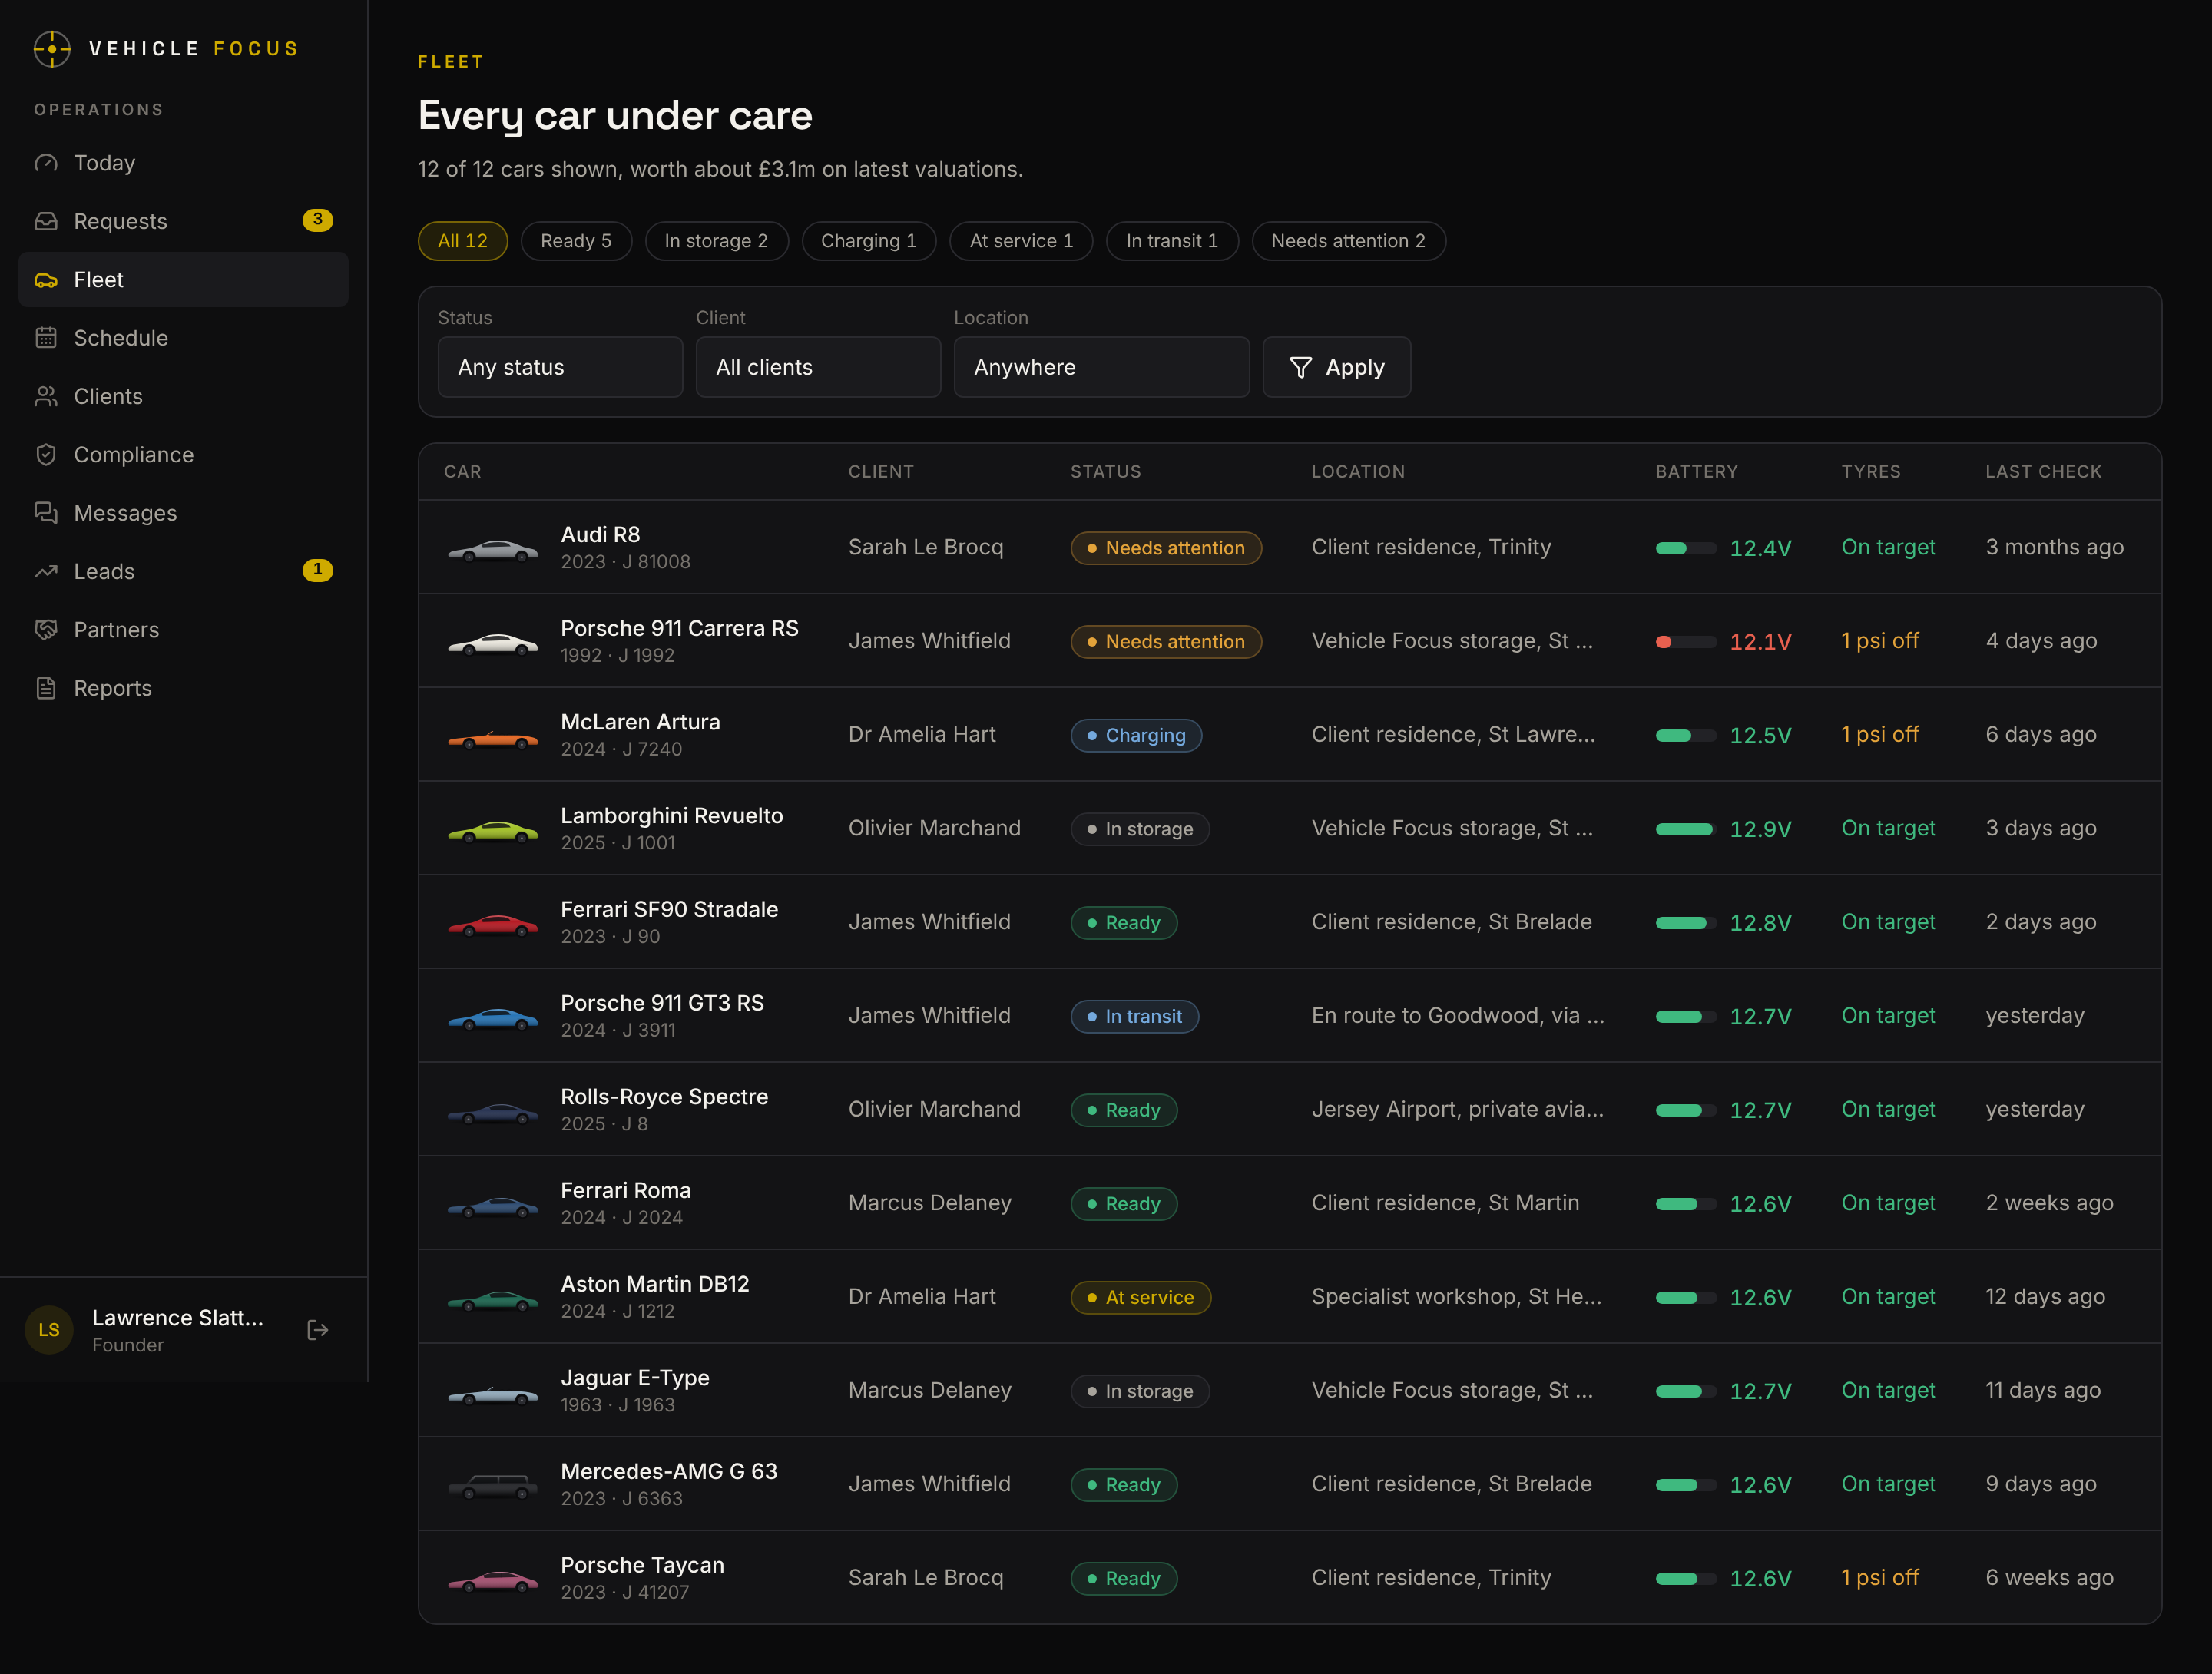 VEHICLE FOCUS
OPERATIONS
Today
Requests 3
Fleet
Schedule
Clients
Compliance
Messages
Leads 1
Partners
Reports
LS
Lawrence Slatt...
Founder
FLEET
Every car under care
12 of 12 cars shown, worth about £3.1m on latest valuations.
All 12 Ready 5 In storage 2 Charging 1 At service 1 In transit 1 Needs attention 2
Status Client Location
Any status All clients Anywhere Apply
CAR CLIENT STATUS LOCATION BATTERY TYRES LAST CHECK
Audi R8
2023 · J 81008
Sarah Le Brocq Needs attention Client residence, Trinity 12.4V On target 3 months ago
Porsche 911 Carrera RS
1992 · J 1992
James Whitfield Needs attention Vehicle Focus storage, St ... 12.1V 1 psi off 4 days ago
McLaren Artura
2024 · J 7240
Dr Amelia Hart Charging Client residence, St Lawre... 12.5V 1 psi off 6 days ago
Lamborghini Revuelto
2025 · J 1001
Olivier Marchand In storage Vehicle Focus storage, St ... 12.9V On target 3 days ago
Ferrari SF90 Stradale
2023 · J 90
James Whitfield Ready Client residence, St Brelade 12.8V On target 2 days ago
Porsche 911 GT3 RS
2024 · J 3911
James Whitfield In transit En route to Goodwood, via ... 12.7V On target yesterday
Rolls-Royce Spectre
2025 · J 8
Olivier Marchand Ready Jersey Airport, private avia... 12.7V On target yesterday
Ferrari Roma
2024 · J 2024
Marcus Delaney Ready Client residence, St Martin 12.6V On target 2 weeks ago
Aston Martin DB12
2024 · J 1212
Dr Amelia Hart At service Specialist workshop, St He... 12.6V On target 12 days ago
Jaguar E-Type
1963 · J 1963
Marcus Delaney In storage Vehicle Focus storage, St ... 12.7V On target 11 days ago
Mercedes-AMG G 63
2023 · J 6363
James Whitfield Ready Client residence, St Brelade 12.6V On target 9 days ago
Porsche Taycan
2023 · J 41207
Sarah Le Brocq Ready Client residence, Trinity 12.6V 1 psi off 6 weeks ago